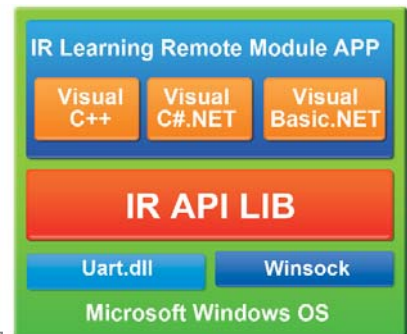 IR Learning Remote Module APP
Visual C++
Visual C#.NET
Visual Basic.NET
IR API LIB
Uart.dll
Winsock
Microsoft Windows OS